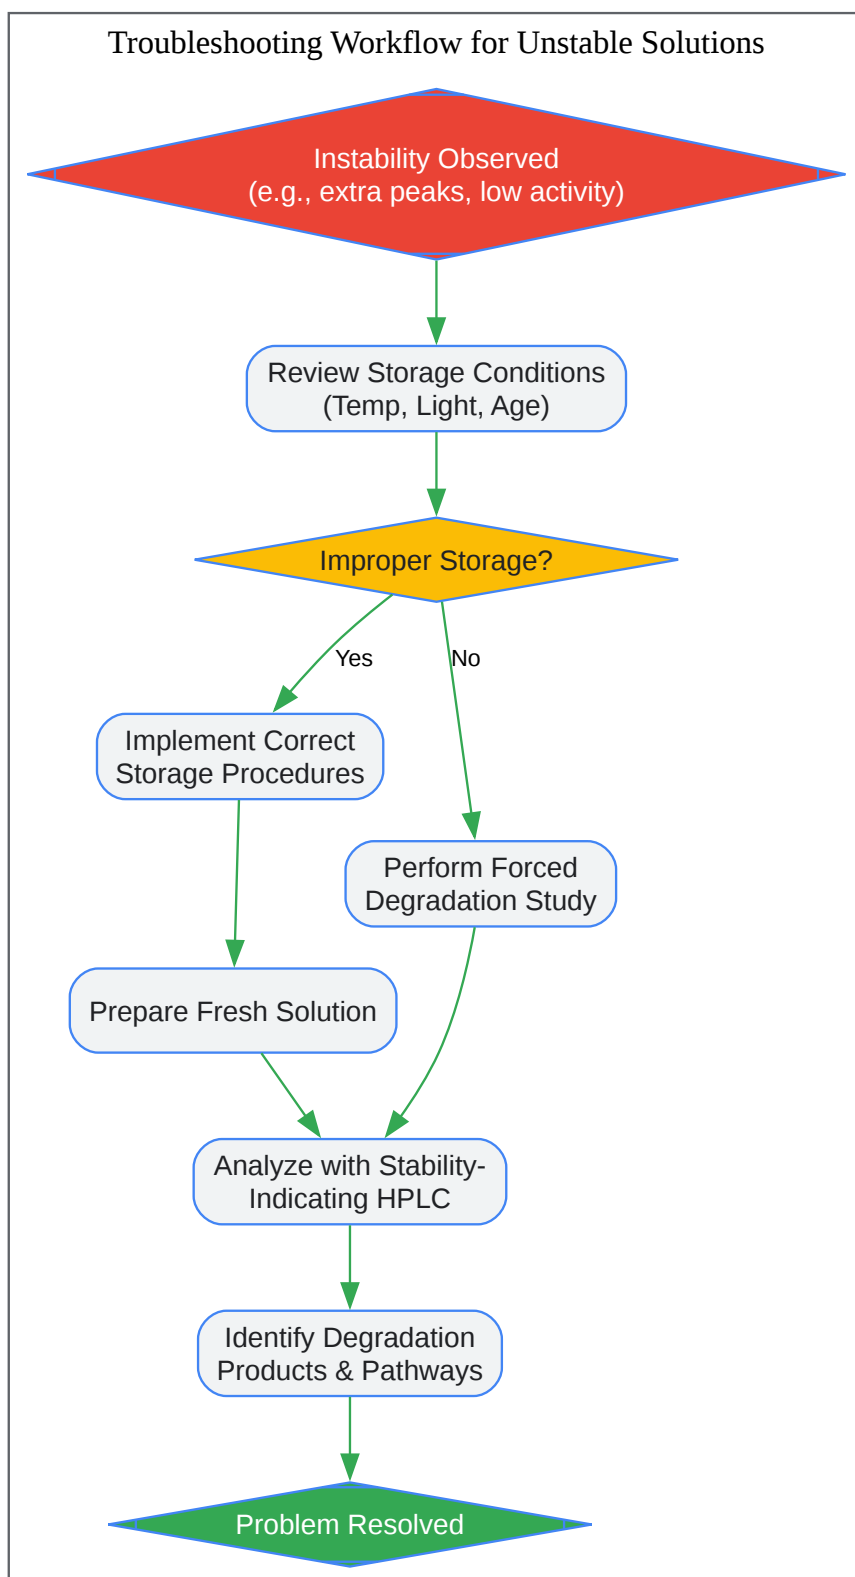 Troubleshooting Workflow for Unstable Solutions
Instability Observed
(e.g., extra peaks, low activity)
Review Storage Conditions
(Temp, Light, Age)
Improper Storage?
Yes
No
Implement Correct
Storage Procedures
Perform Forced
Degradation Study
Prepare Fresh Solution
Analyze with Stability-
Indicating HPLC
Identify Degradation
Products & Pathways
Problem Resolved